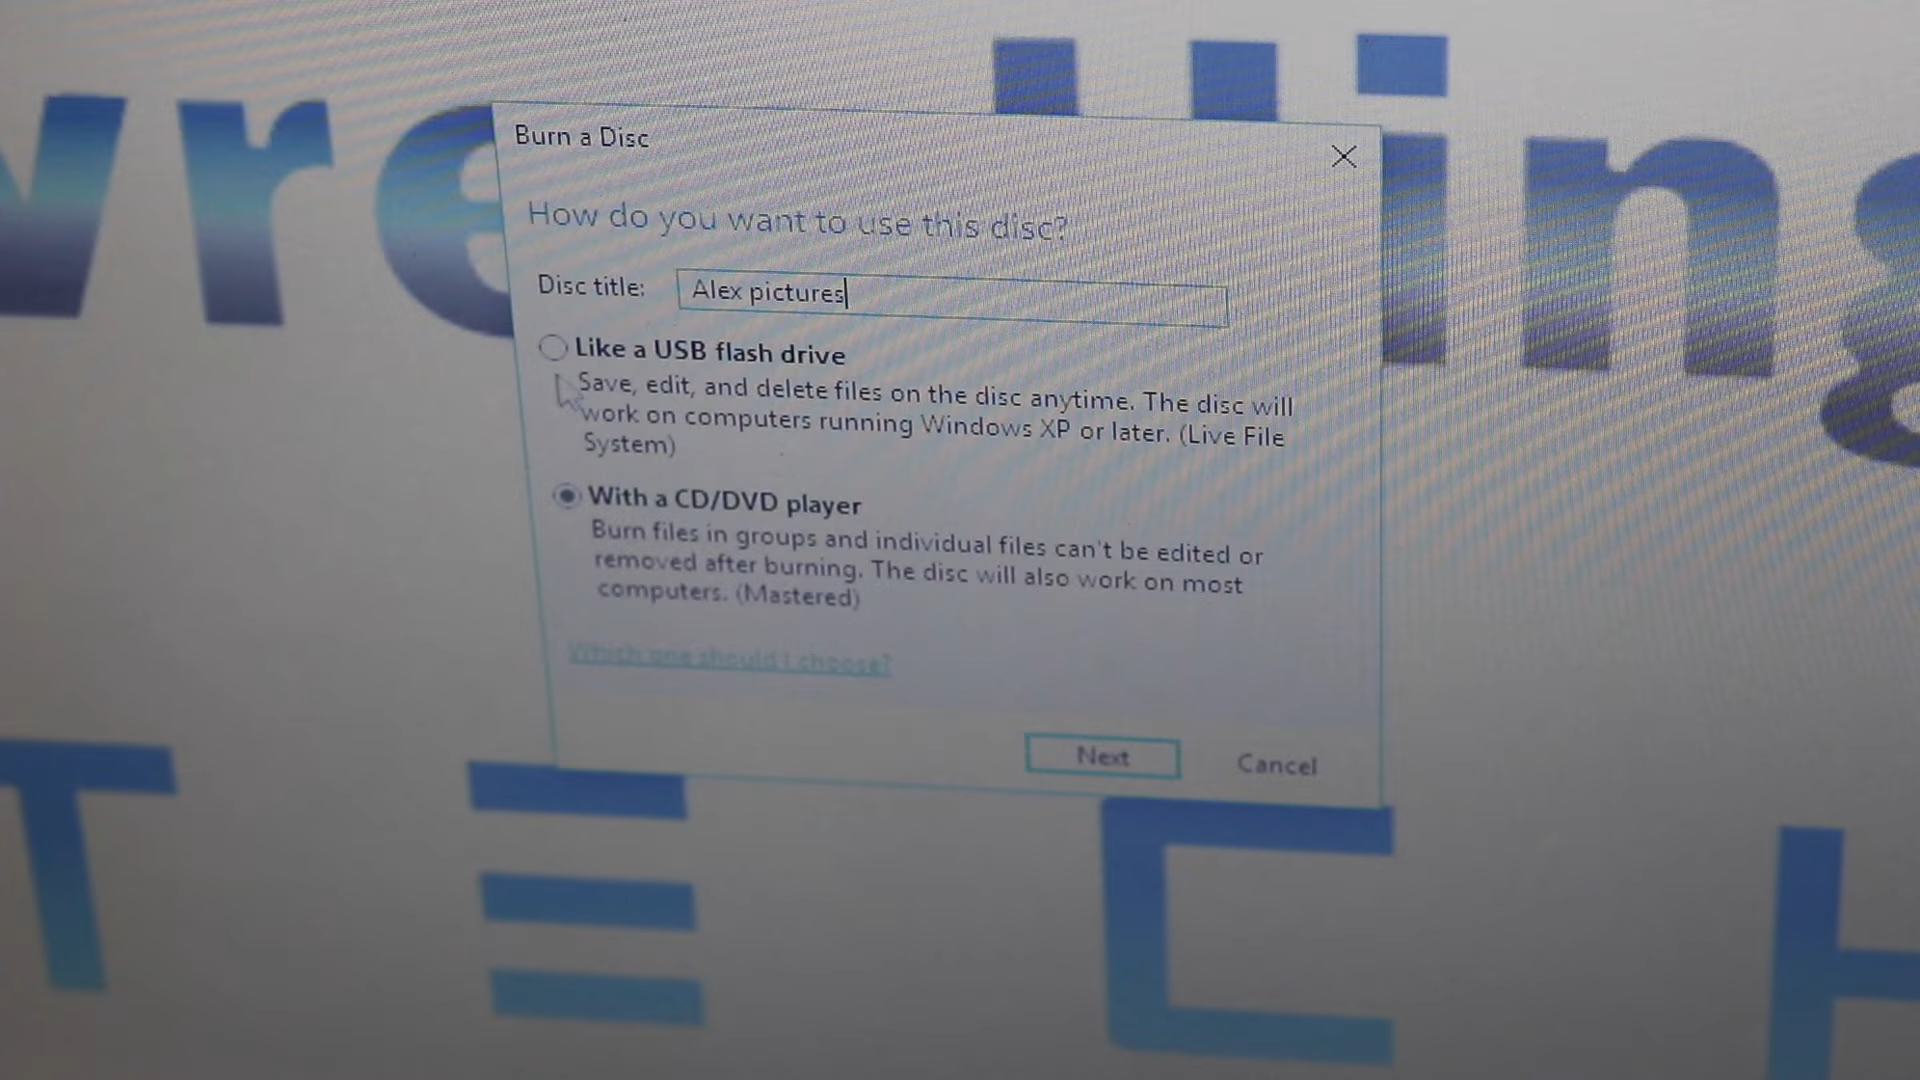 Burn a Disc
How do you want to use this disc?
Disc title: Alex pictures
Like a USB flash drive
Save, edit, and delete files on the disc anytime. The disc will
work on computers running Windows XP or later. (Live File
System)
With a CD/DVD player
Burn files in groups and individual files can't be edited or
removed after burning. The disc will also work on most
computers. (Mastered)
Which one should I choose?
Next Cancel
TECH